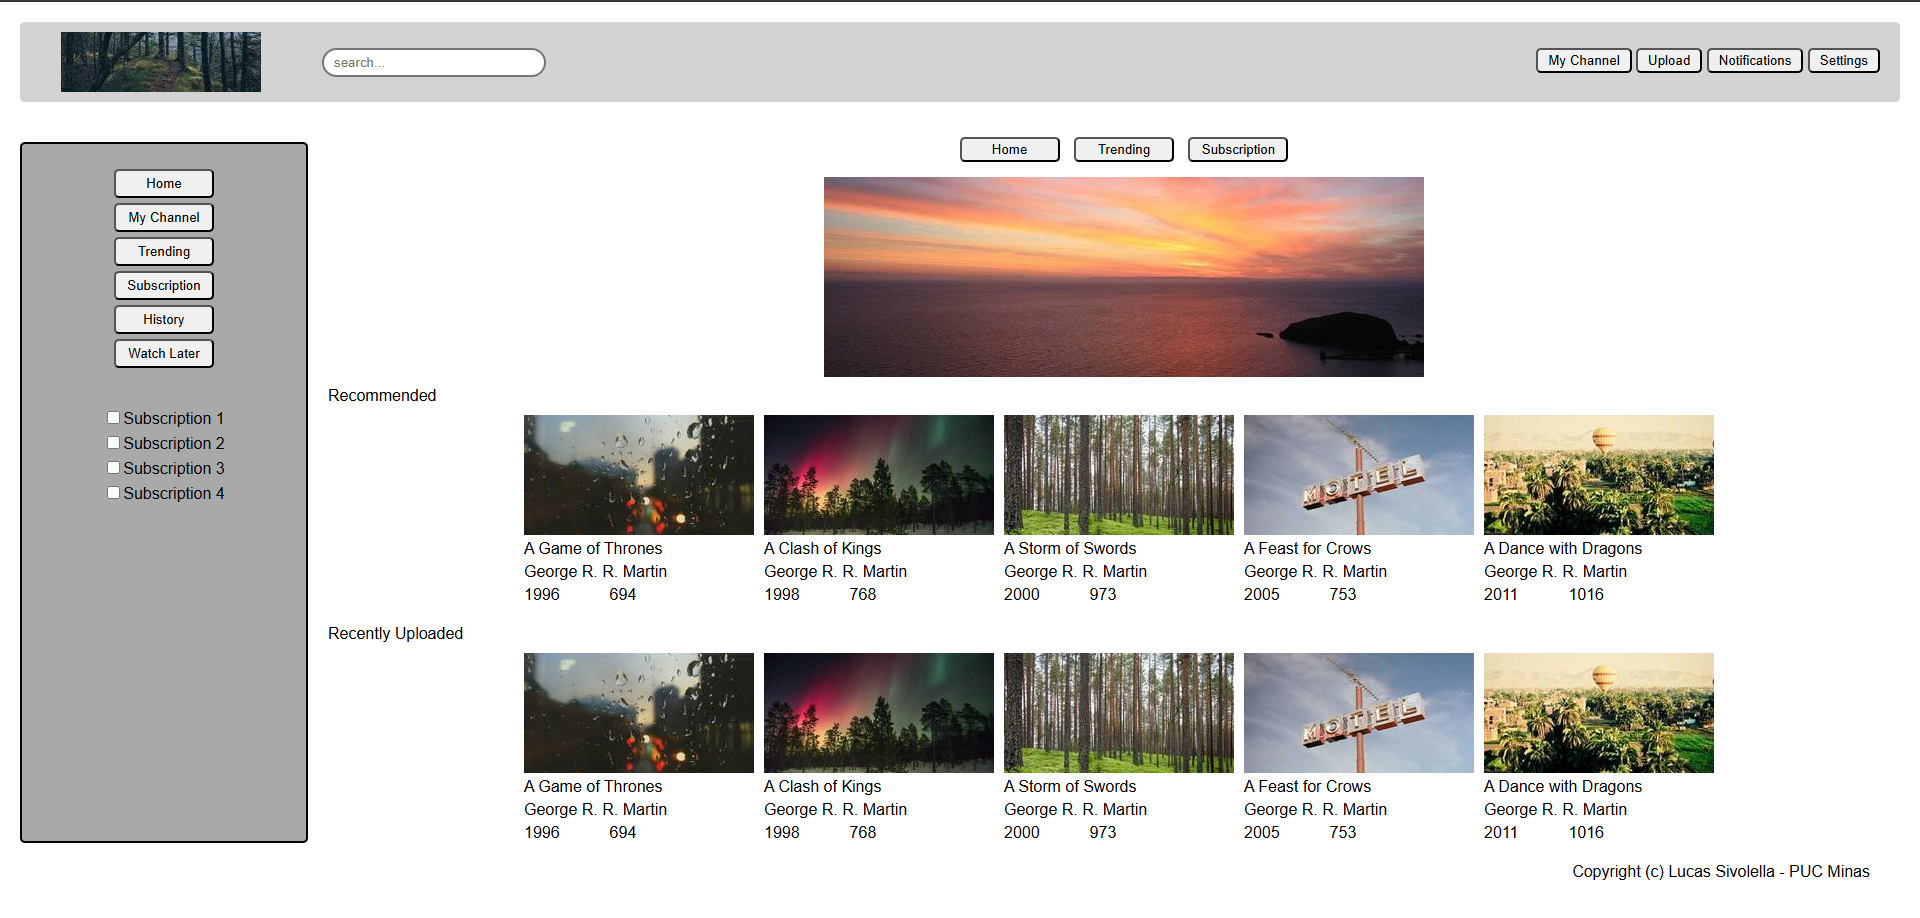 search...
My Channel Upload Notifications Settings
Home Trending Subscription
Home
My Channel
Trending
Subscription
History
Watch Later
Subscription 1
Subscription 2
Subscription 3
Subscription 4
Recommended
MOTEL
A Game of Thrones
George R. R. Martin
1996 694
A Clash of Kings
George R. R. Martin
1998 768
A Storm of Swords
George R. R. Martin
2000 973
A Feast for Crows
George R. R. Martin
2005 753
A Dance with Dragons
George R. R. Martin
2011 1016
Recently Uploaded
MOTEL
A Game of Thrones
George R. R. Martin
1996 694
A Clash of Kings
George R. R. Martin
1998 768
A Storm of Swords
George R. R. Martin
2000 973
A Feast for Crows
George R. R. Martin
2005 753
A Dance with Dragons
George R. R. Martin
2011 1016
Copyright (c) Lucas Sivolella - PUC Minas